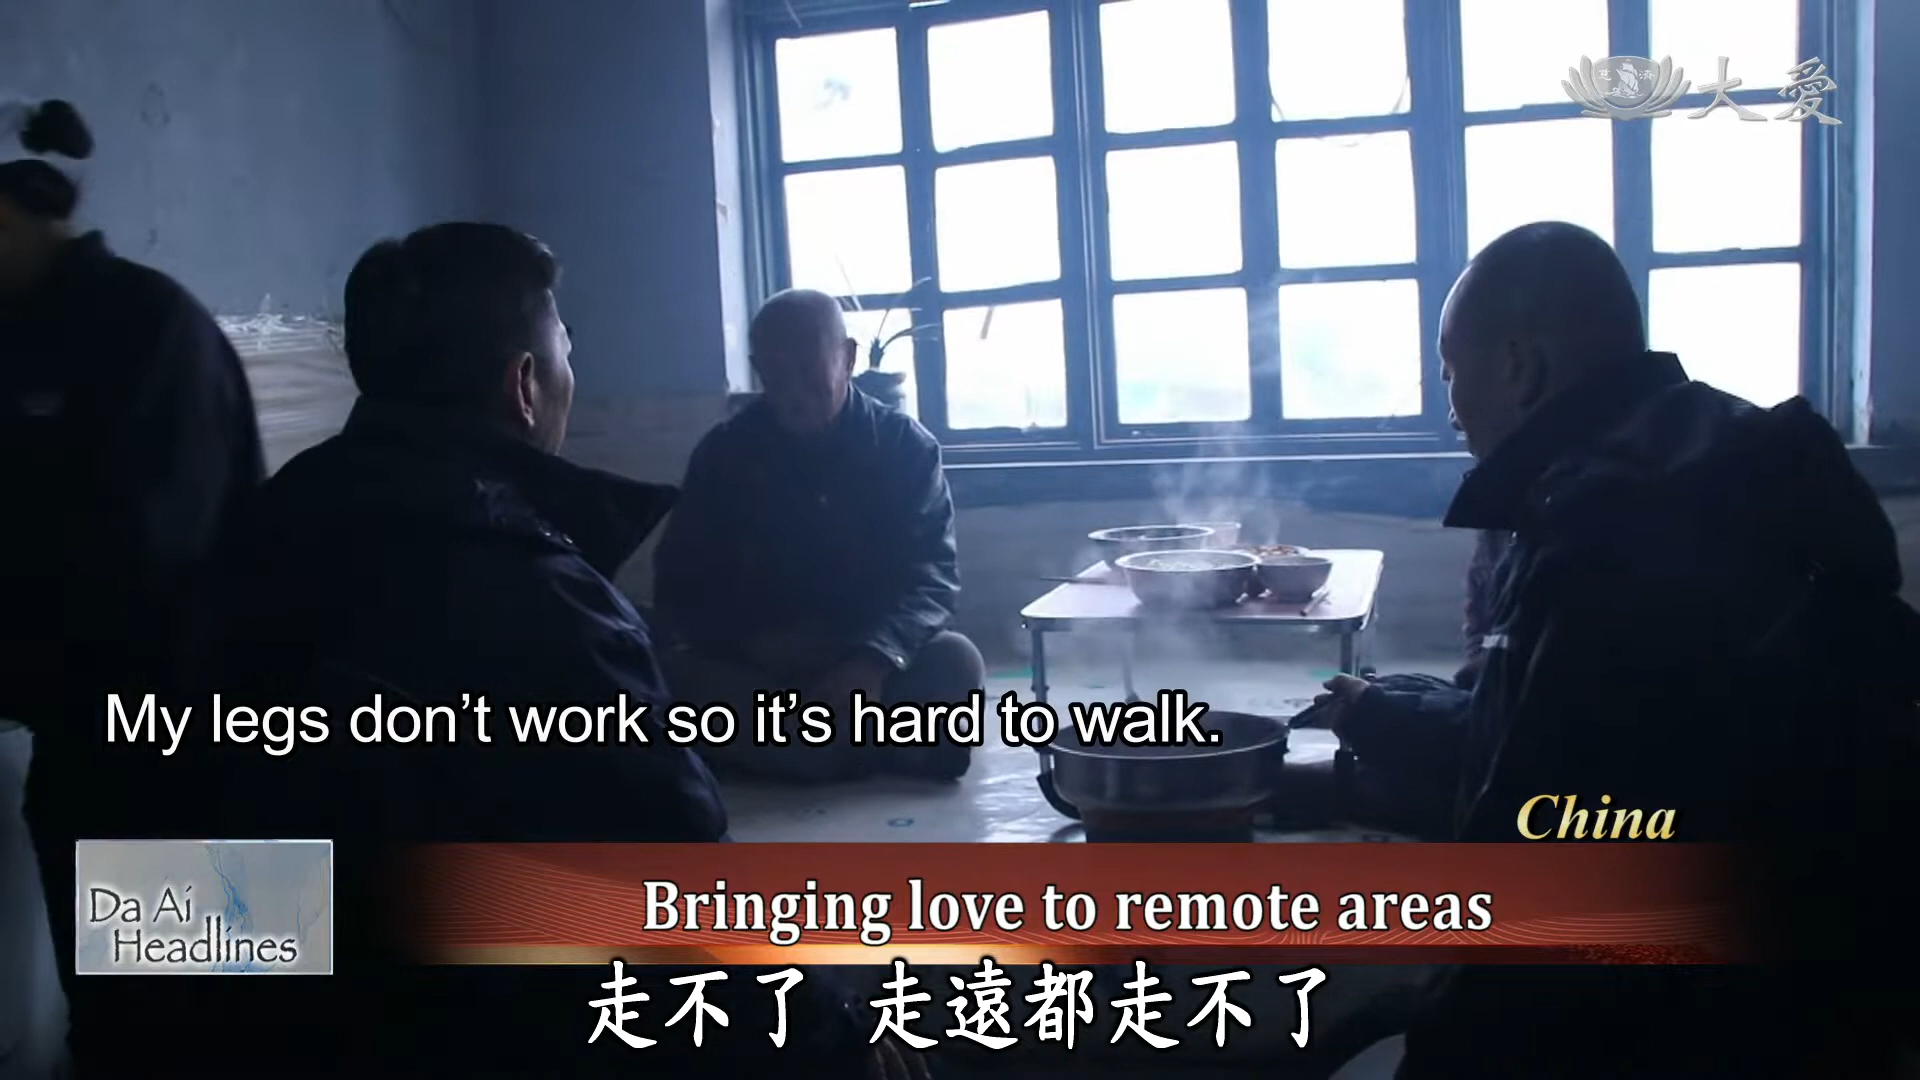 大愛
My legs don't work so it's hard to walk.
China
Da Ai
Headlines
Bringing love to remote areas
走不了 走遠都走不了